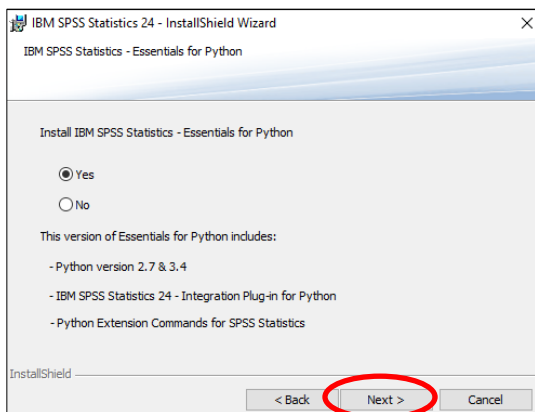 IBM SPSS Statistics 24 - InstallShield Wizard
IBM SPSS Statistics - Essentials for Python
Install IBM SPSS Statistics - Essentials for Python
Yes
No
This version of Essentials for Python includes:
- Python version 2.7 & 3.4
- IBM SPSS Statistics 24 - Integration Plug-in for Python
- Python Extension Commands for SPSS Statistics
InstallShield
< Back Next > Cancel